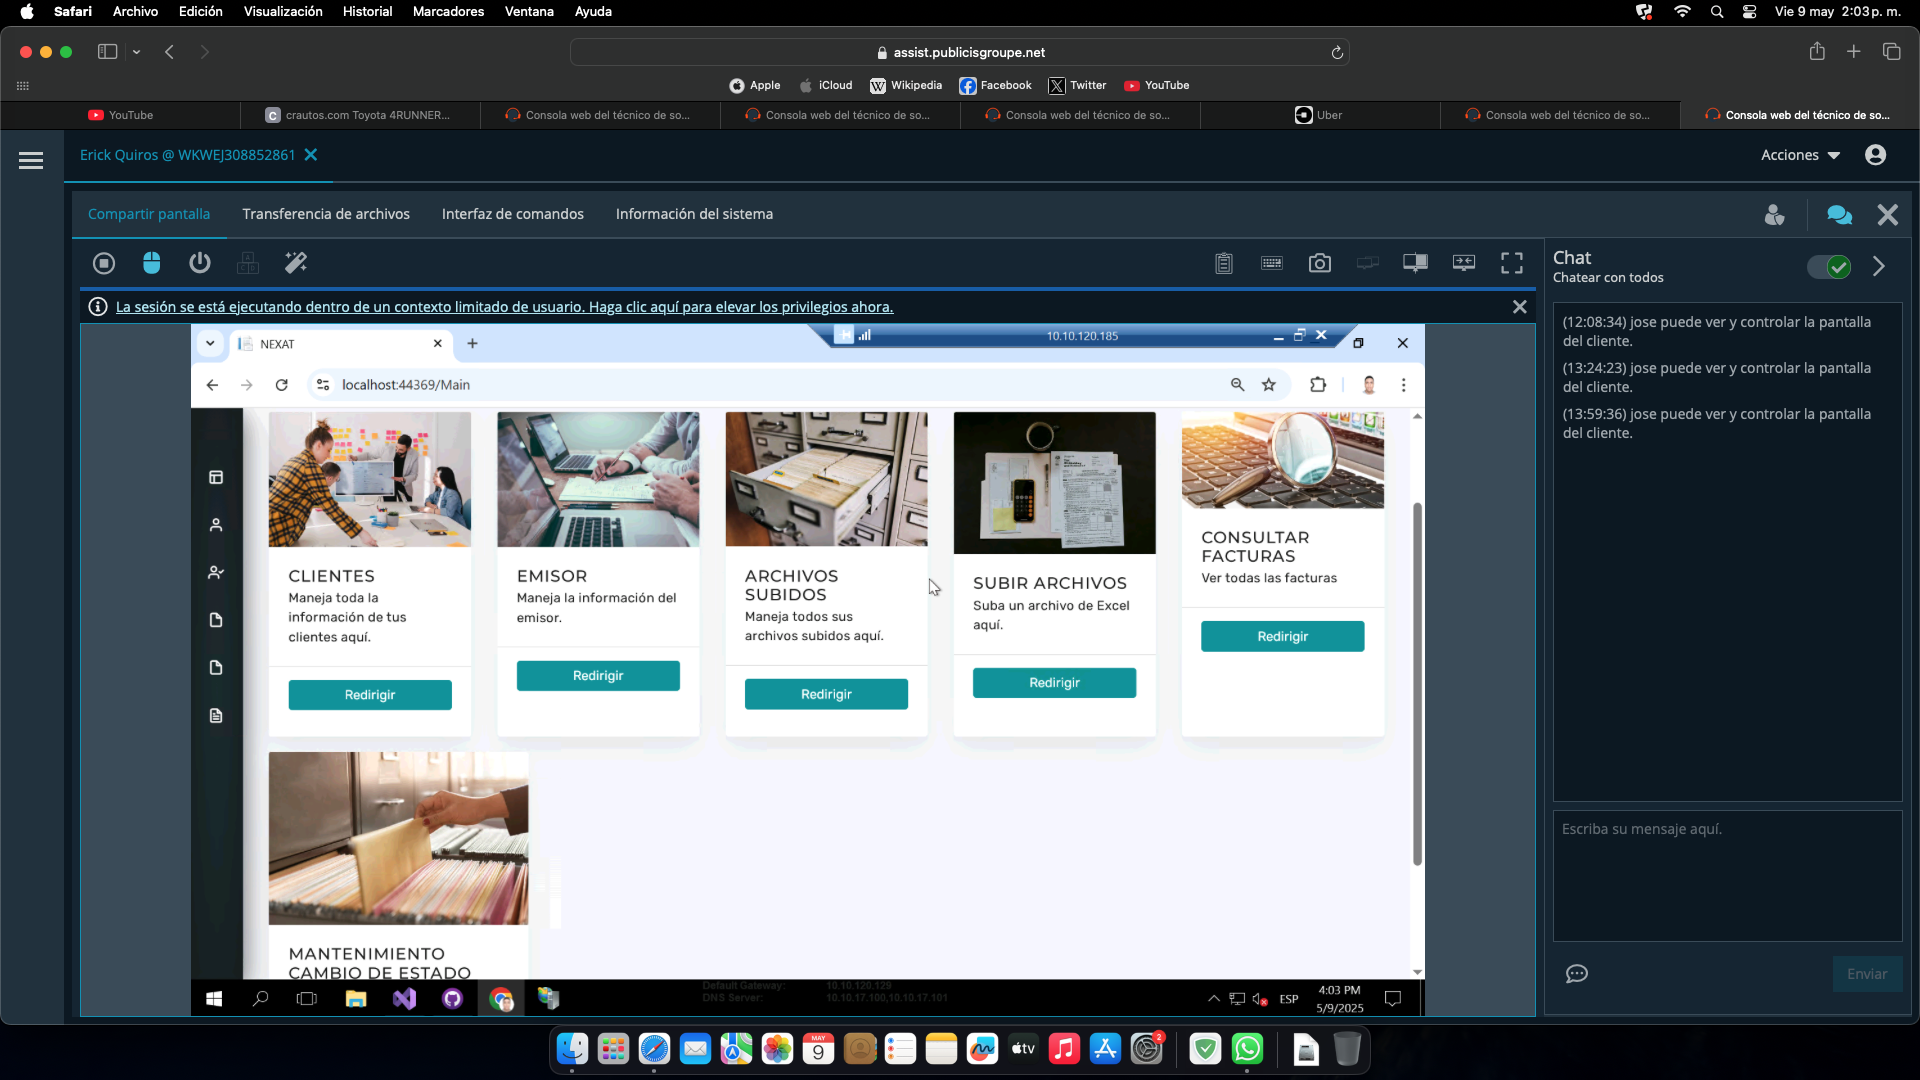 Safari Archivo Edición Visualización Historial Marcadores Ventana Ayuda
Vie 9 may 2:03 p. m.
assist.publicisgroupe.net
Apple iCloud Wikipedia Facebook Twitter YouTube
YouTube
crautos.com Toyota 4RUNNER...
Consola web del técnico de so...
Consola web del técnico de so...
Consola web del técnico de so...
Uber
Consola web del técnico de so...
Consola web del técnico de so...
Erick Quiros @ WKWEJ308852861
Acciones
Compartir pantalla Transferencia de archivos Interfaz de comandos Información del sistema
La sesión se está ejecutando dentro de un contexto limitado de usuario. Haga clic aquí para elevar los privilegios ahora.
NEXAT
10.10.120.185
localhost:44369/Main
CLIENTES
Maneja toda la
información de tus
clientes aquí.
Redirigir
EMISOR
Maneja la información del
emisor.
Redirigir
ARCHIVOS
SUBIDOS
Maneja todos sus
archivos subidos aquí.
Redirigir
SUBIR ARCHIVOS
Suba un archivo de Excel
aquí.
Redirigir
CONSULTAR
FACTURAS
Ver todas las facturas
Redirigir
MANTENIMIENTO
CAMBIO DE ESTADO
Default Gateway: 10.10.120.129
DNS Server: 10.10.17.100,10.10.17.101
ESP
4:03 PM
5/9/2025
Chat
Chatear con todos
(12:08:34) jose puede ver y controlar la pantalla
del cliente.
(13:24:23) jose puede ver y controlar la pantalla
del cliente.
(13:59:36) jose puede ver y controlar la pantalla
del cliente.
Escriba su mensaje aquí.
Enviar
MAY
9
tv
2